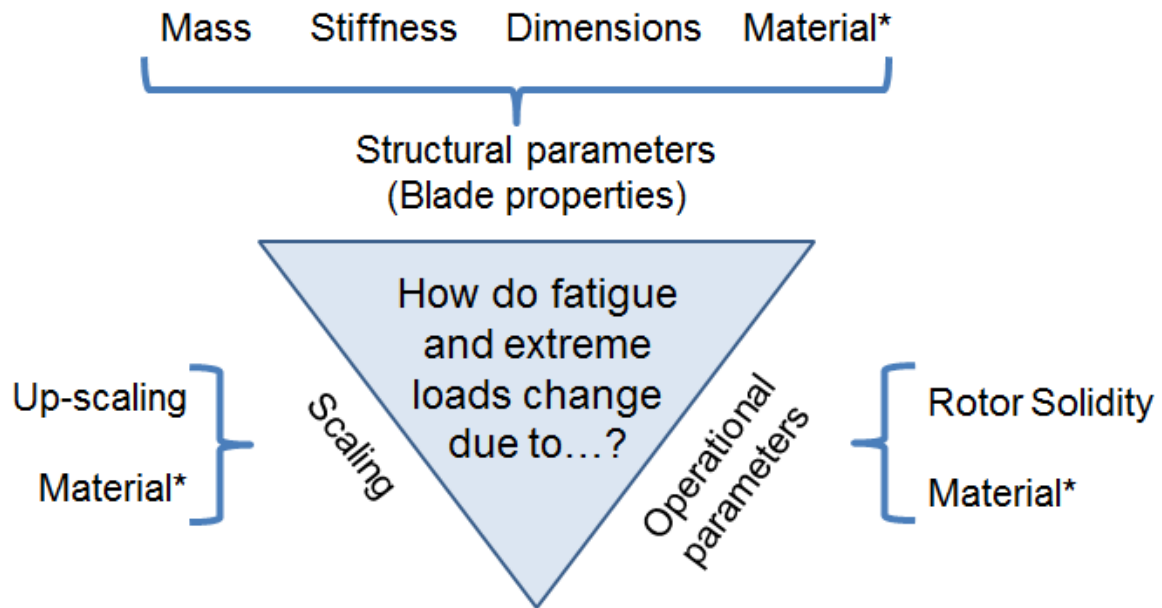 Mass Stiffness Dimensions Material*
Structural parameters
(Blade properties)
How do fatigue
and extreme
loads change
due to...?
Up-scaling
Material*
Scaling
Operational
parameters
Rotor Solidity
Material*